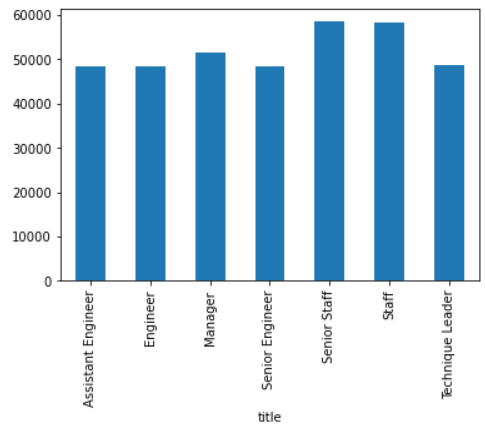 60000
50000
40000
30000
20000
10000
0
Assistant Engineer
Engineer
Manager
Senior Engineer
Senior Staff
Staff
Technique Leader
title